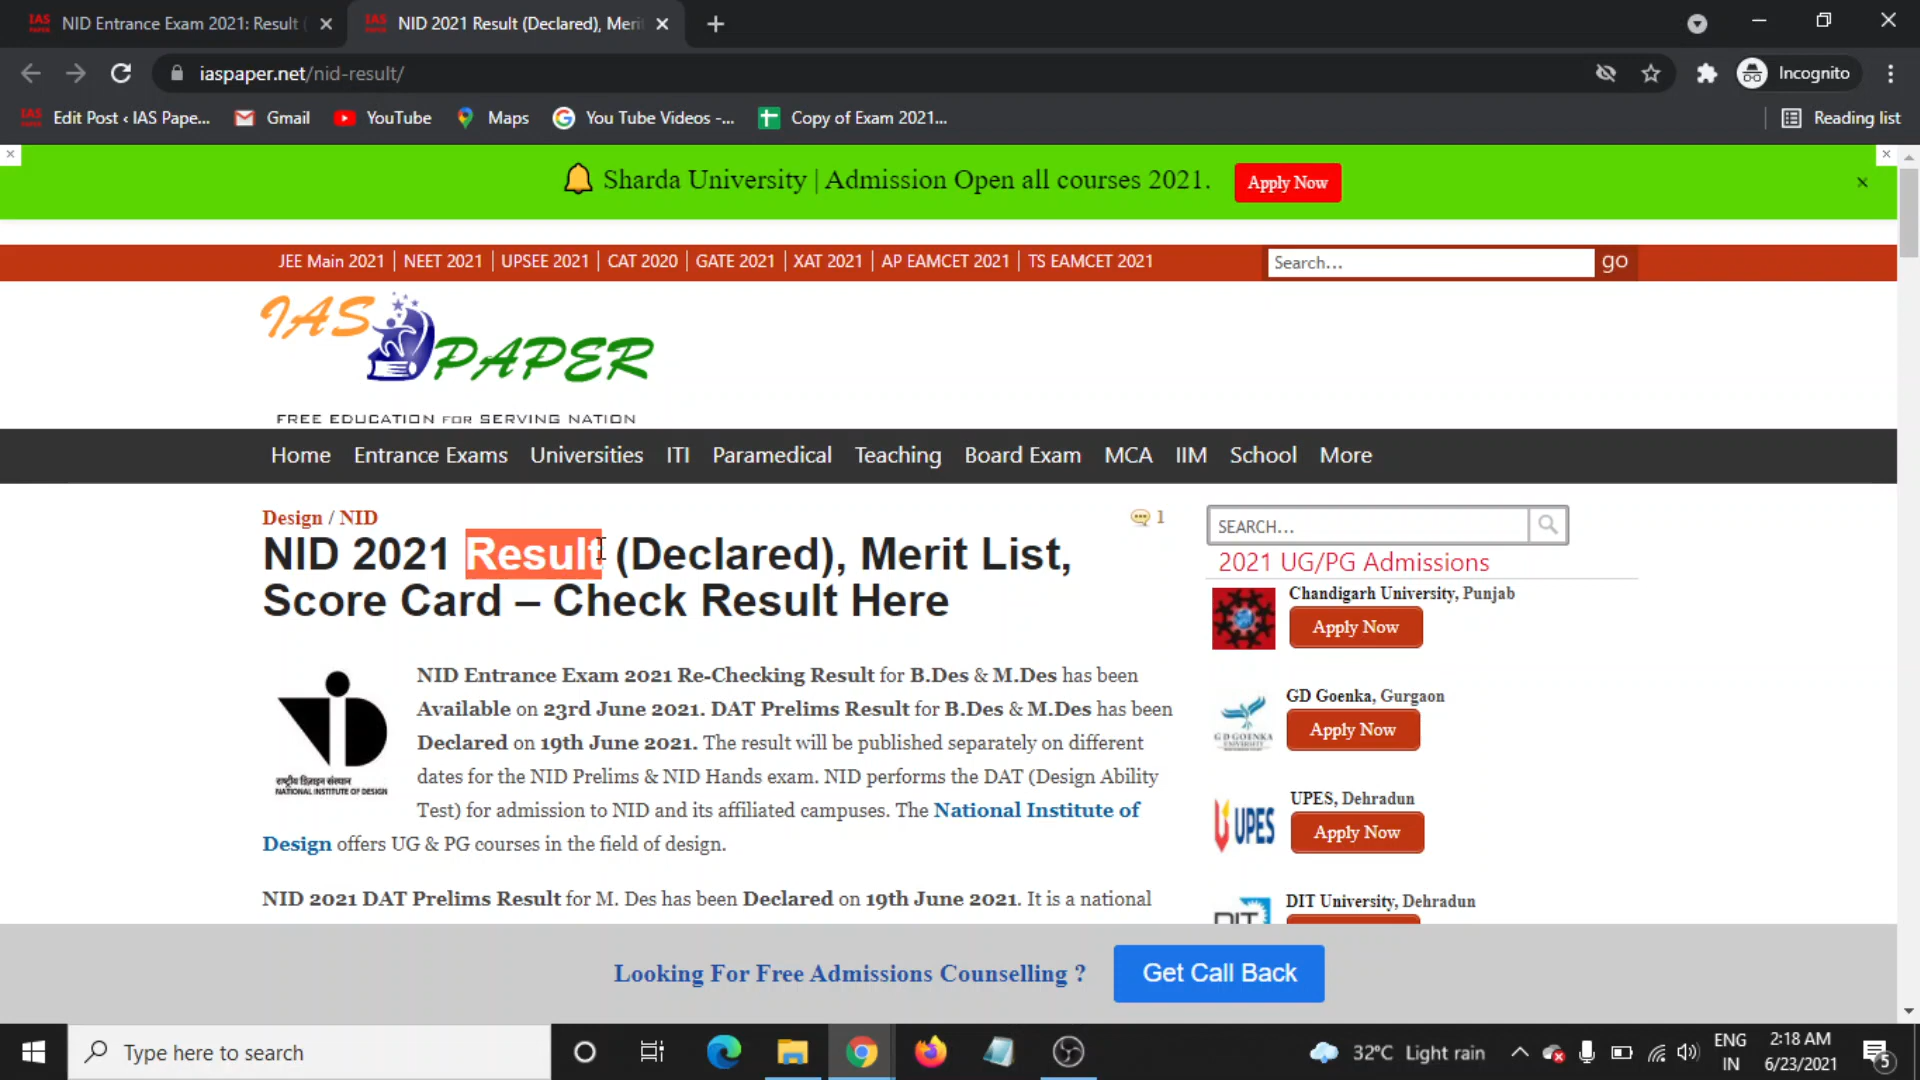 NID Entrance Exam 2021: Result
NID 2021 Result (Declared), Meri
iaspaper.net/nid-result/
Incognito
Edit Post ‹ IAS Pape...
Gmail
YouTube
Maps
You Tube Videos -...
Copy of Exam 2021...
Reading list
Sharda University | Admission Open all courses 2021.
Apply Now
JEE Main 2021 | NEET 2021 | UPSEE 2021 | CAT 2020 | GATE 2021 | XAT 2021 | AP EAMCET 2021 | TS EAMCET 2021
Search...
go
IAS
PAPER
FREE EDUCATION FOR SERVING NATION
Home Entrance Exams Universities ITI Paramedical Teaching Board Exam MCA IIM School More
Design / NID
1
NID 2021 Result (Declared), Merit List,
Score Card – Check Result Here
NID Entrance Exam 2021 Re-Checking Result for B.Des & M.Des has been
Available on 23rd June 2021. DAT Prelims Result for B.Des & M.Des has been
Declared on 19th June 2021. The result will be published separately on different
dates for the NID Prelims & NID Hands exam. NID performs the DAT (Design Ability
Test) for admission to NID and its affiliated campuses. The National Institute of
Design offers UG & PG courses in the field of design.
राष्ट्रीय डिज़ाइन संस्थान
NATIONAL INSTITUTE OF DESIGN
NID 2021 DAT Prelims Result for M. Des has been Declared on 19th June 2021. It is a national
SEARCH...
2021 UG/PG Admissions
Chandigarh University, Punjab
Apply Now
GD Goenka, Gurgaon
Apply Now
G D GOENKA
UNIVERSITY
UPES, Dehradun
Apply Now
UPES
DIT University, Dehradun
DIT
Looking For Free Admissions Counselling ?
Get Call Back
Type here to search
32°C Light rain
ENG
IN
2:18 AM
6/23/2021
5